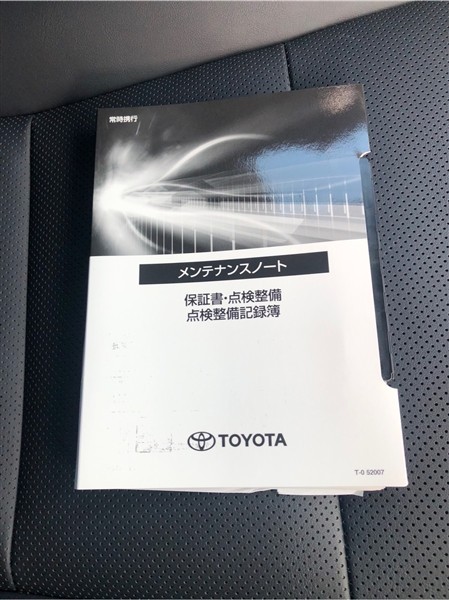 常時携行
メンテナンスノート
保証書・点検整備
点検整備記録簿
TOYOTA
T-0 S2007